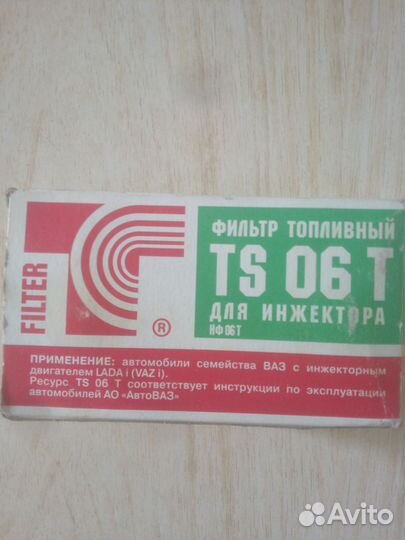 FILTER
®
ФИЛЬТР ТОПЛИВНЫЙ
TS 06 T
ДЛЯ ИНЖЕКТОРА
НФ 06 Т
ПРИМЕНЕНИЕ: автомобили семейства ВАЗ с инжекторным
двигателем LADA i (VAZ i).
Ресурс TS 06 T соответствует инструкции по эксплуатации
автомобилей АО «АвтоВАЗ»
Avito